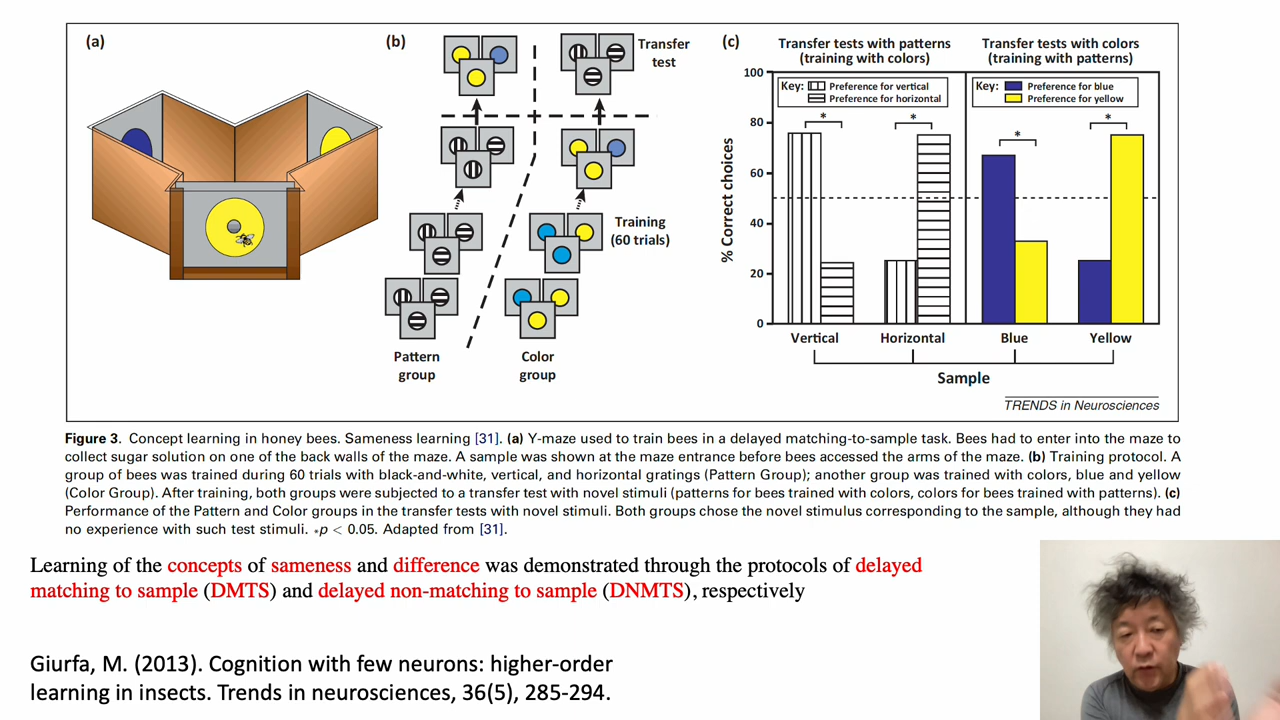 (a)
(b)
Transfer
test
Training
(60 trials)
Pattern
group
Color
group
(c)
Transfer tests with patterns
(training with colors)
Transfer tests with colors
(training with patterns)
Key:
Preference for vertical
Preference for horizontal
Key:
Preference for blue
Preference for yellow
% Correct choices
100
80
60
40
20
0
*
*
*
*
Vertical
Horizontal
Blue
Yellow
Sample
TRENDS in Neurosciences
Figure 3. Concept learning in honey bees. Sameness learning [31]. (a) Y-maze used to train bees in a delayed matching-to-sample task. Bees had to enter into the maze to
collect sugar solution on one of the back walls of the maze. A sample was shown at the maze entrance before bees accessed the arms of the maze. (b) Training protocol. A
group of bees was trained during 60 trials with black-and-white, vertical, and horizontal gratings (Pattern Group); another group was trained with colors, blue and yellow
(Color Group). After training, both groups were subjected to a transfer test with novel stimuli (patterns for bees trained with colors, colors for bees trained with patterns). (c)
Performance of the Pattern and Color groups in the transfer tests with novel stimuli. Both groups chose the novel stimulus corresponding to the sample, although they had
no experience with such test stimuli. *p < 0.05. Adapted from [31].
Learning of the concepts of sameness and difference was demonstrated through the protocols of delayed
matching to sample (DMTS) and delayed non-matching to sample (DNMTS), respectively
Giurfa, M. (2013). Cognition with few neurons: higher-order
learning in insects. Trends in neurosciences, 36(5), 285-294.